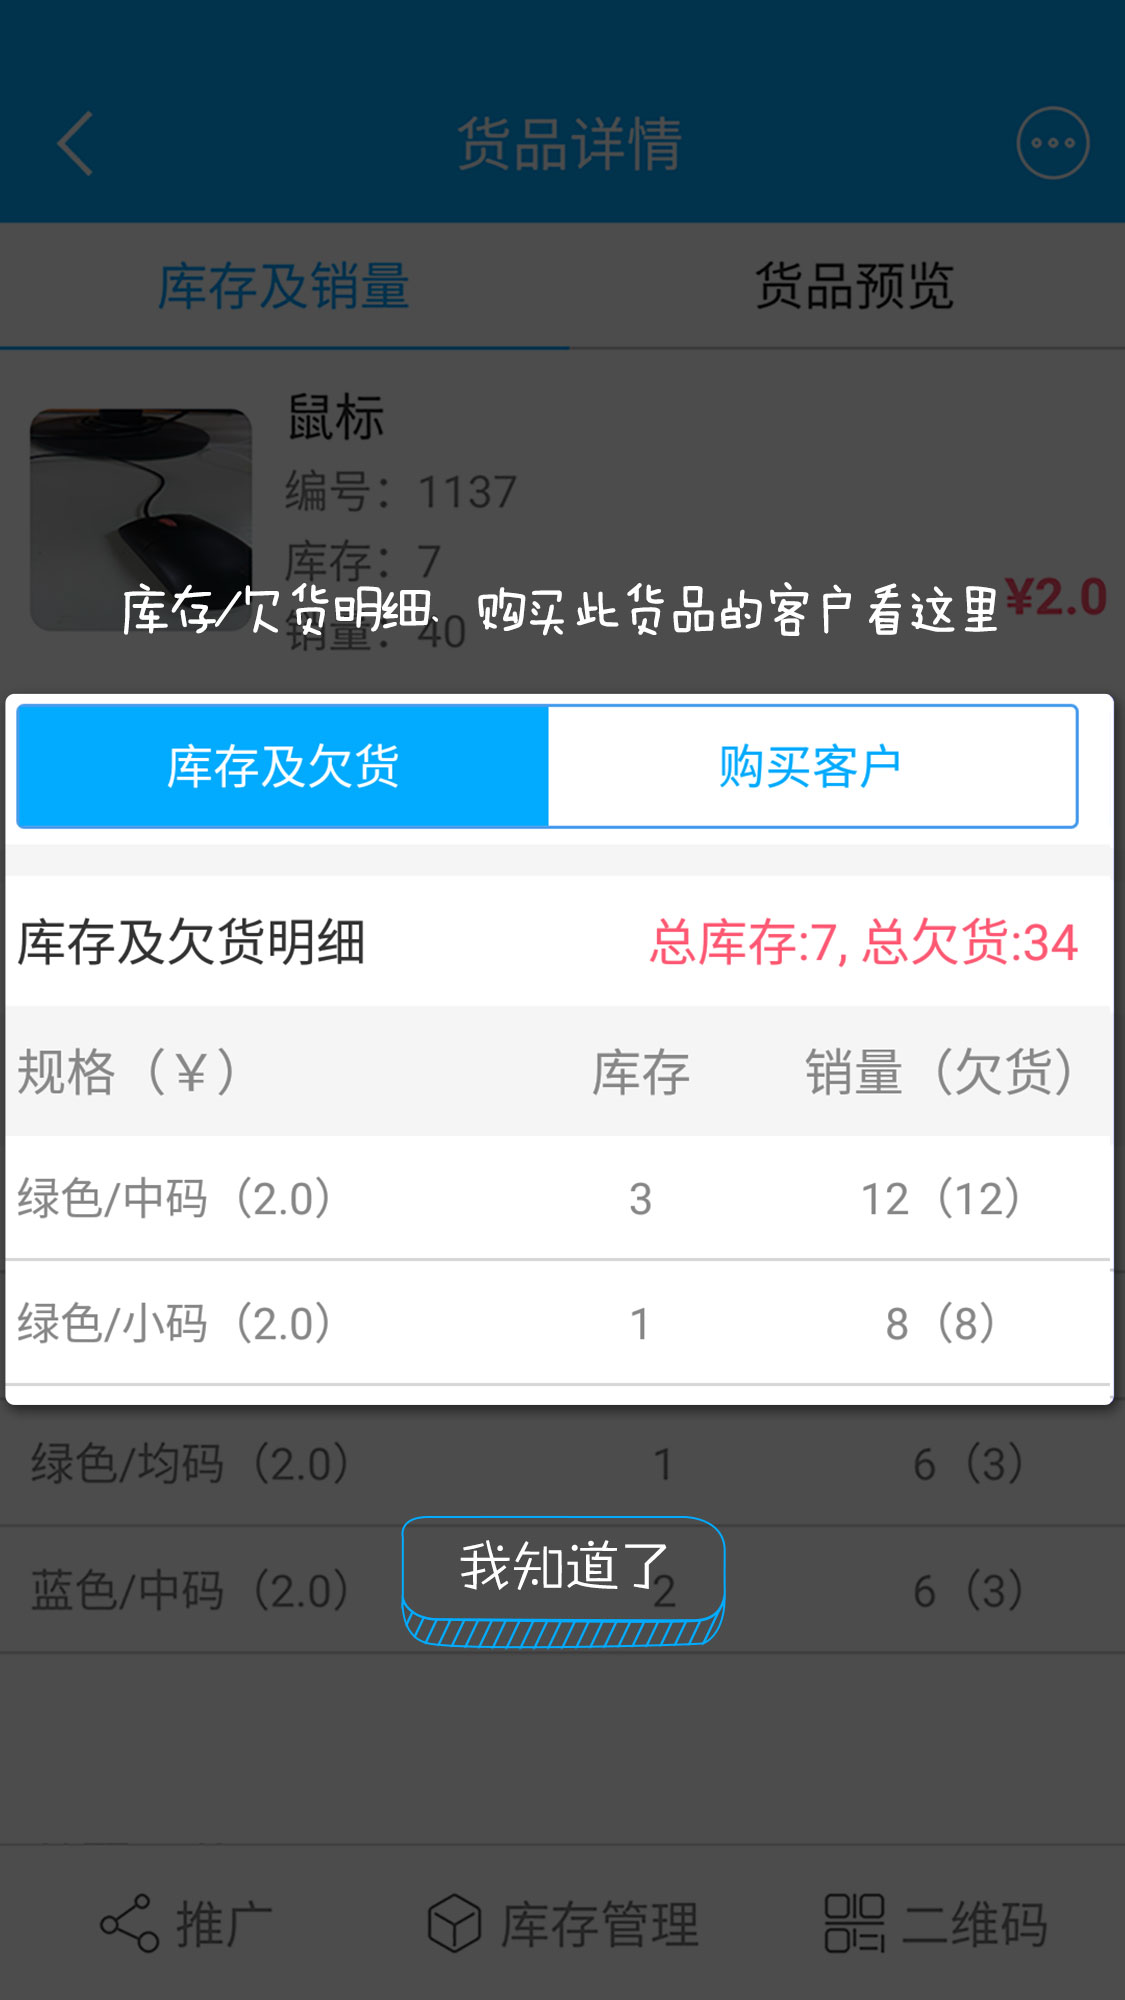 货品详情
库存及销量 货品预览
鼠标
编号：1137
库存：7
¥2.0
库存/欠货明细、购买此货品的客户看这里
销量：40
库存及欠货 购买客户
库存及欠货明细 总库存:7, 总欠货:34
规格（￥） 库存 销量（欠货）
绿色/中码（2.0） 3 12（12）
绿色/小码（2.0） 1 8（8）
绿色/均码（2.0） 1 6（3）
我知道了
蓝色/中码（2.0） 2 6（3）
推广 库存管理 二维码